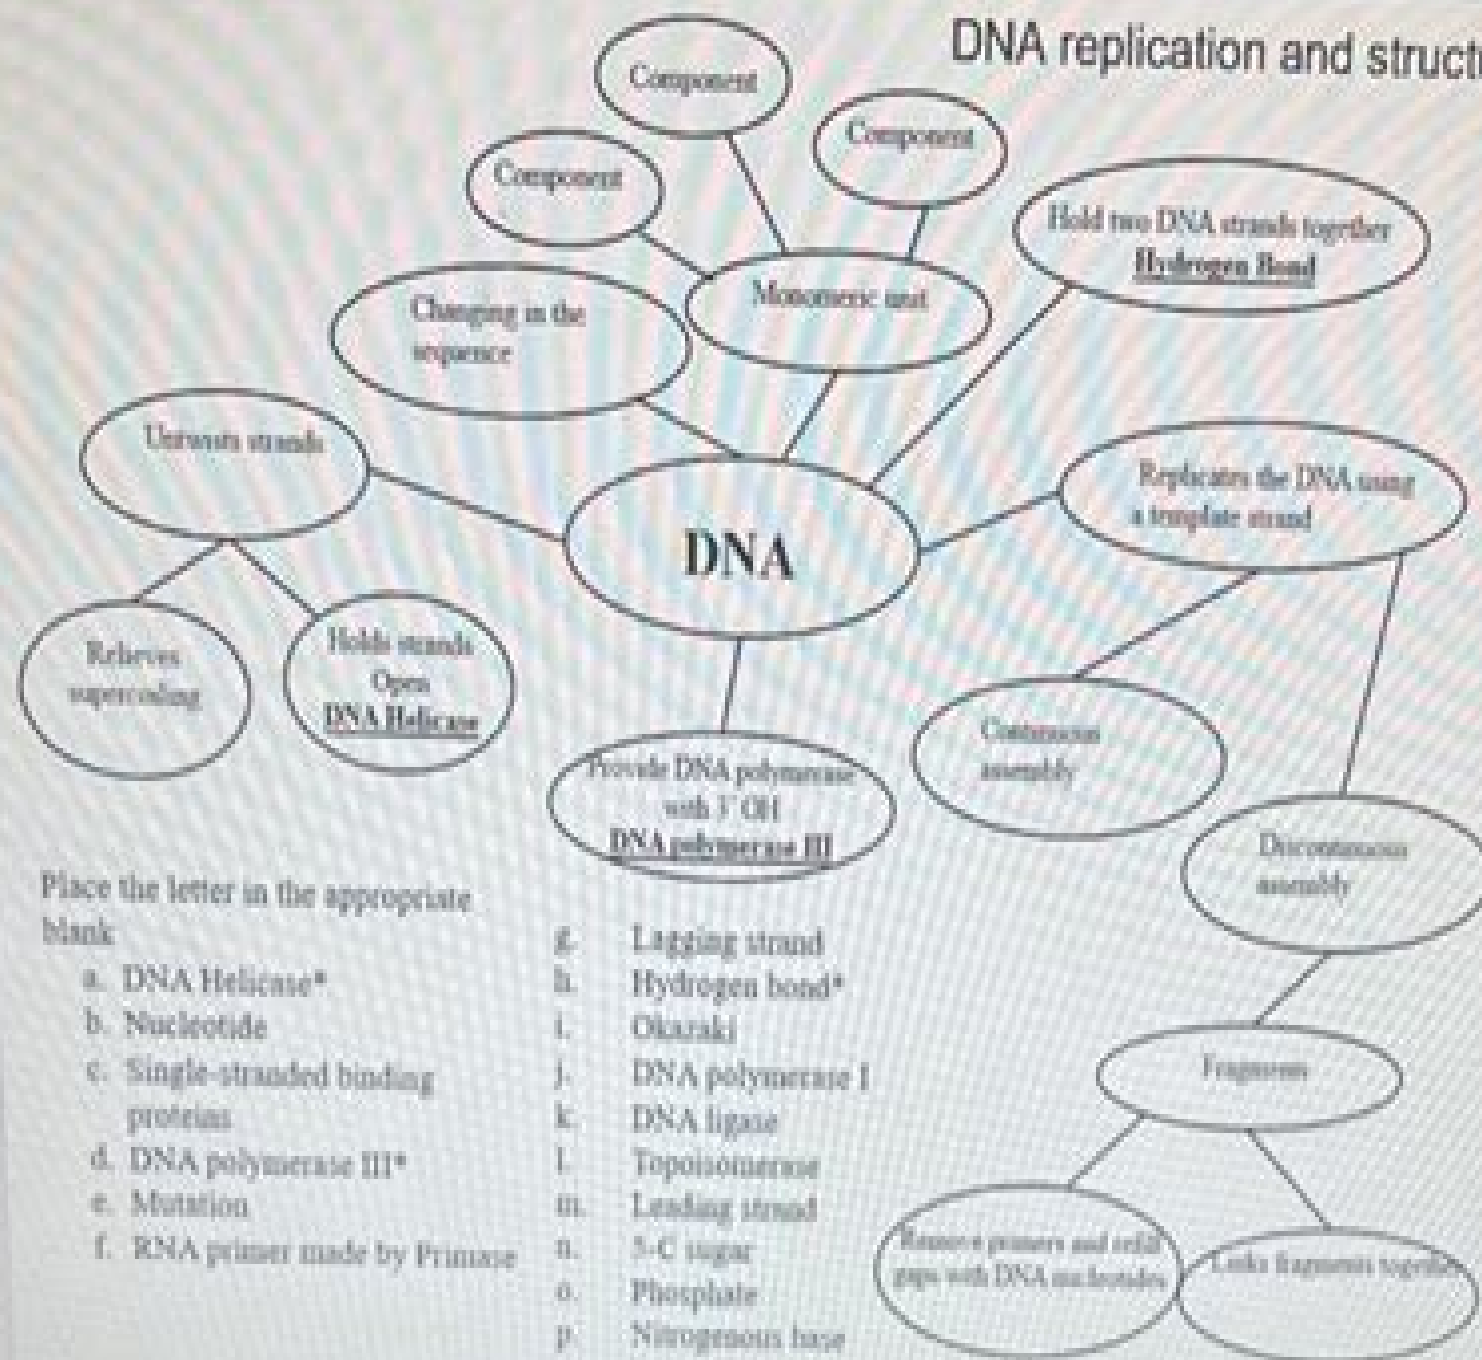 DNA replication and struct
Component
Component
Component
Hold two DNA strands together
Hydrogen Bond
Monomeric unit
Changing in the
sequence
Untwists strands
Replicates the DNA using
a template strand
DNA
Relieves
supercoiling
Holds strands
Open
DNA Helicase
Continuous
assembly
Provide DNA polymerase
with 3' OH
DNA polymerase III
Discontinuous
assembly
Fragments
Remove primers and refill
gaps with DNA nucleotides
Links fragments together
Place the letter in the appropriate
blank
a. DNA Helicase*
b. Nucleotide
c. Single-stranded binding
proteins
d. DNA polymerase III*
e. Mutation
f. RNA primer made by Primase
g. Lagging strand
h. Hydrogen bond*
i. Okazaki
j. DNA polymerase I
k. DNA ligase
l. Topoisomerase
m. Leading strand
n. 5-C sugar
o. Phosphate
p. Nitrogenous base